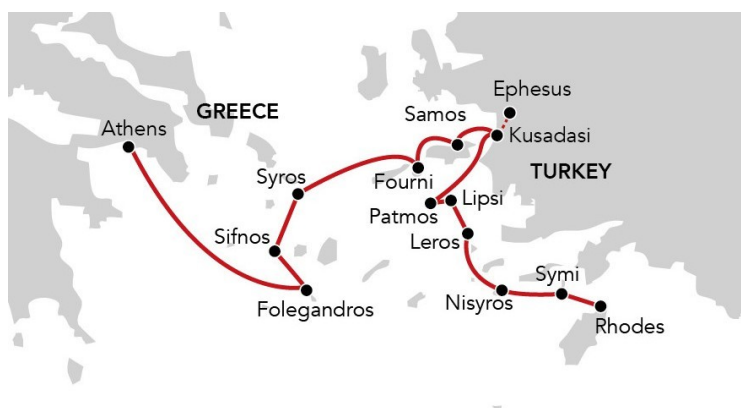 Ephesus
GREECE
Samos
Athens
Kusadasi
TURKEY
Syros
Fourni
Lipsi
Patmos
Sifnos
Leros
Symi
Folegandros
Nisyros
Rhodes